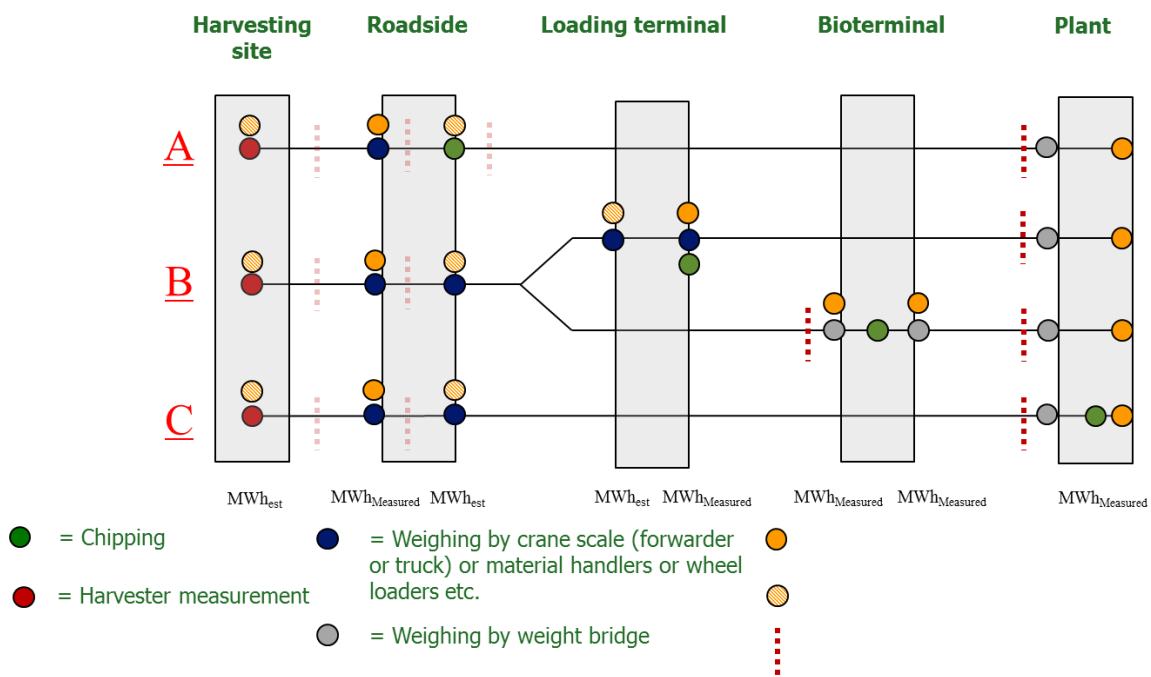 Harvesting
site
Roadside
Loading terminal
Bioterminal
Plant
A
B
C
MWhest
MWhMeasured
MWhest
MWhest
MWhMeasured
MWhMeasured
MWhMeasured
MWhMeasured
= Chipping
= Harvester measurement
= Weighing by crane scale (forwarder
or truck) or material handlers or wheel
loaders etc.
= Weighing by weight bridge